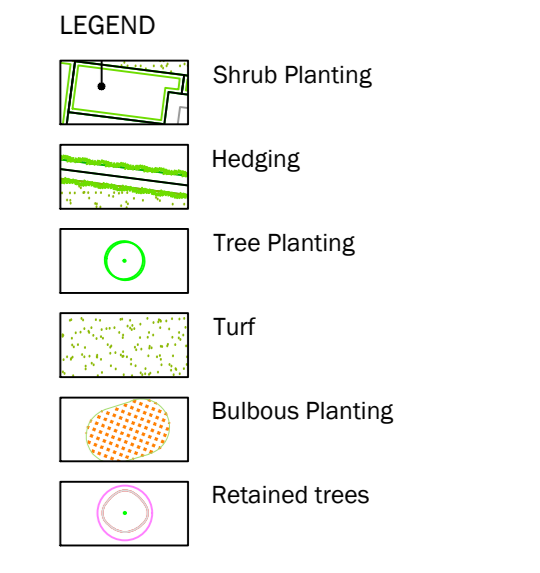 LEGEND
Shrub Planting
Hedging
Tree Planting
Turf
Bulbous Planting
Retained trees